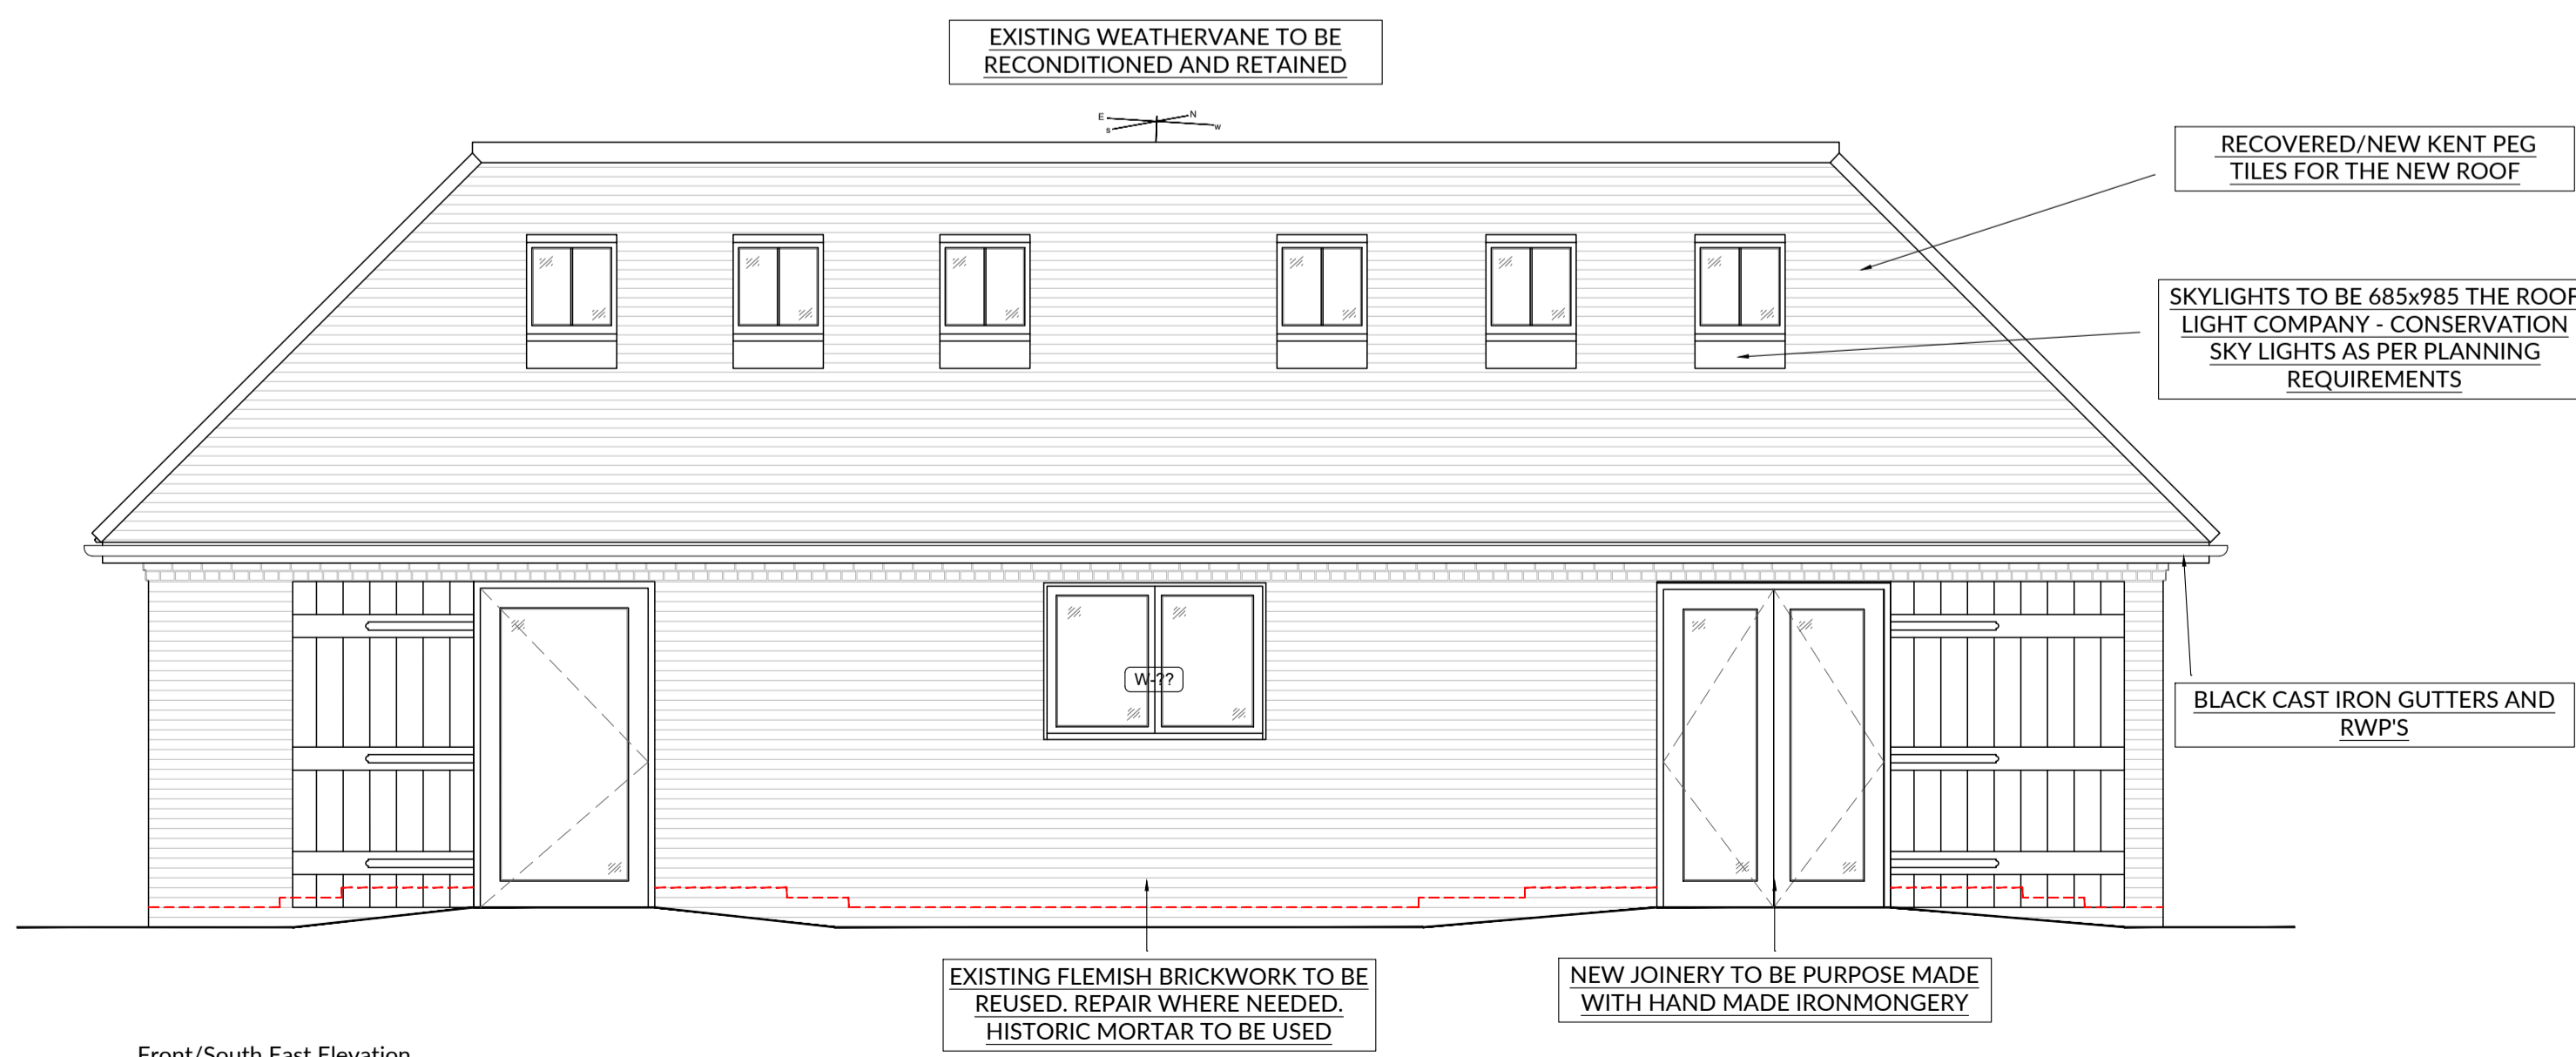 EXISTING WEATHERVANE TO BE
RECONDITIONED AND RETAINED
E
N
S
W
RECOVERED/NEW KENT PEG
TILES FOR THE NEW ROOF
SKYLIGHTS TO BE 685x985 THE ROOF
LIGHT COMPANY - CONSERVATION
SKY LIGHTS AS PER PLANNING
REQUIREMENTS
W-??
BLACK CAST IRON GUTTERS AND
RWP'S
EXISTING FLEMISH BRICKWORK TO BE
REUSED. REPAIR WHERE NEEDED.
HISTORIC MORTAR TO BE USED
NEW JOINERY TO BE PURPOSE MADE
WITH HAND MADE IRONMONGERY
Front/South East Elevation